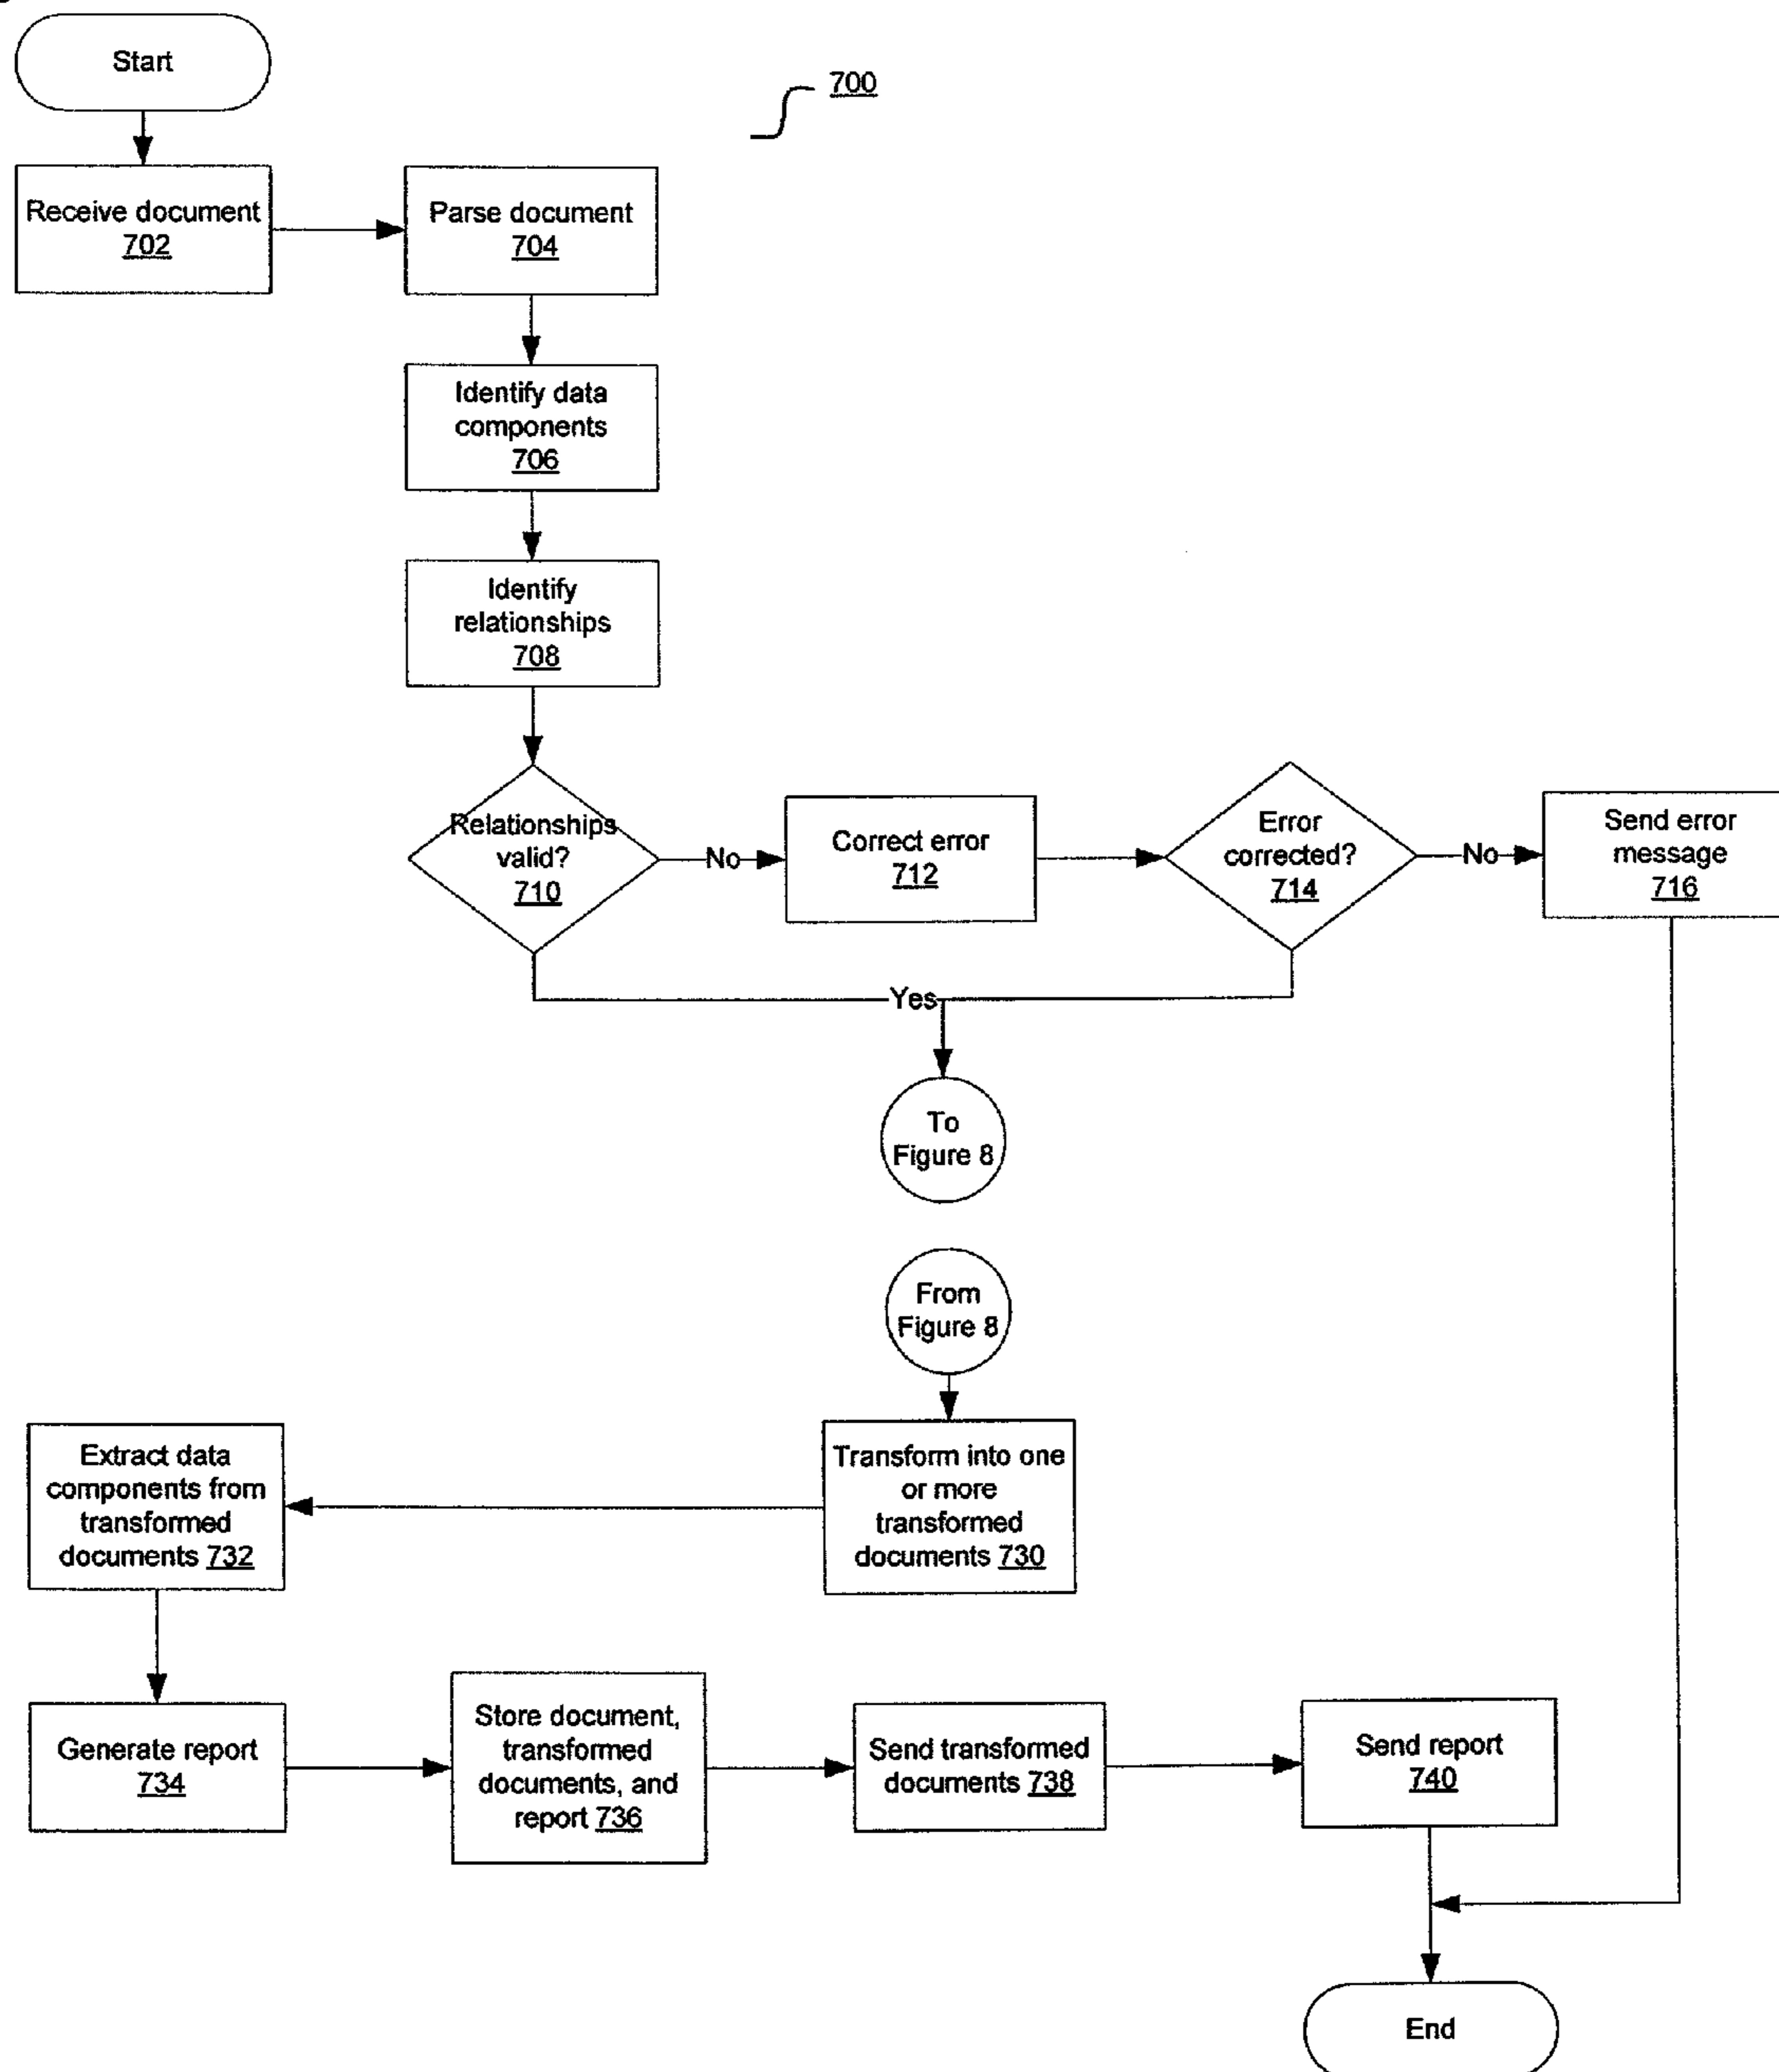 Start
700
Receive document
702
Parse document
704
Identify data
components
706
Identify
relationships
708
Relationships
valid?
710
No
Correct error
712
Error
corrected?
714
No
Send error
message
716
Yes
To
Figure 8
From
Figure 8
Transform into one
or more
transformed
documents 730
Extract data
components from
transformed
documents 732
Generate report
734
Store document,
transformed
documents, and
report 736
Send transformed
documents 738
Send report
740
End